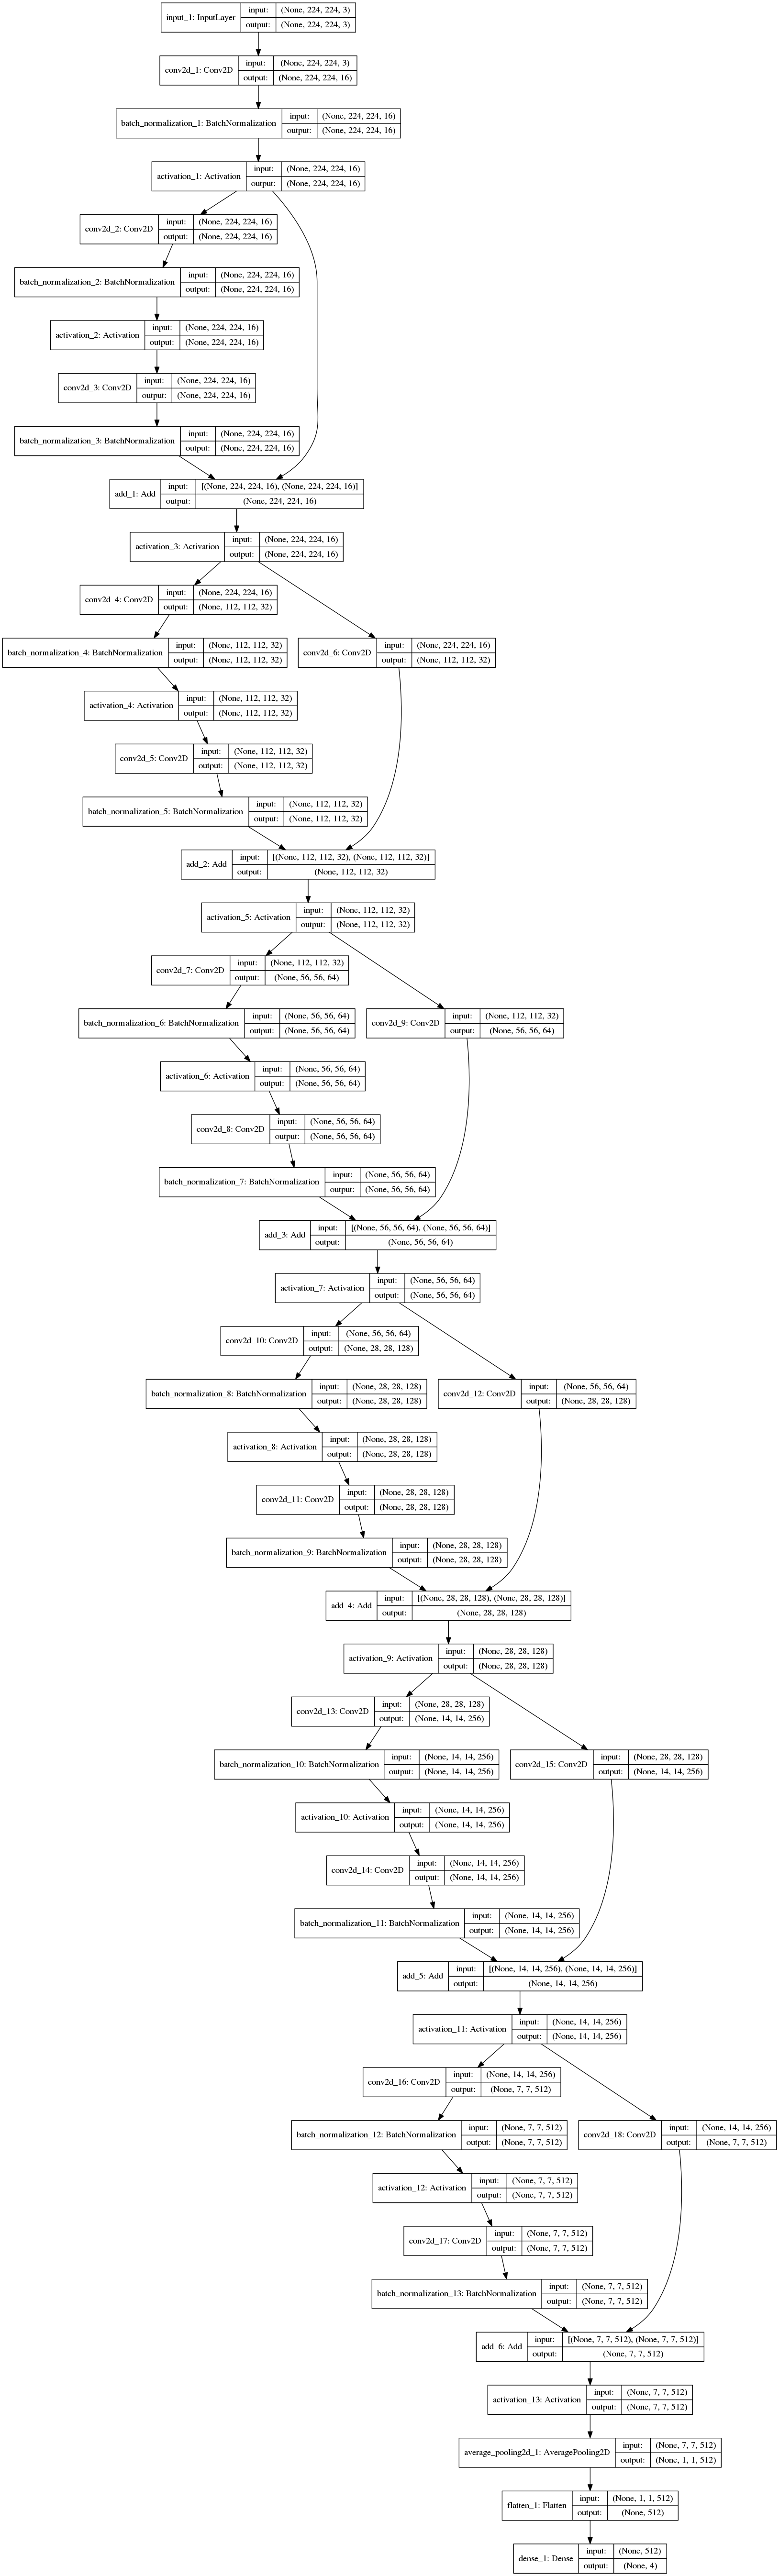 input_1: InputLayer
input: (None, 224, 224, 3)
output: (None, 224, 224, 3)
conv2d_1: Conv2D
input: (None, 224, 224, 3)
output: (None, 224, 224, 16)
batch_normalization_1: BatchNormalization
input: (None, 224, 224, 16)
output: (None, 224, 224, 16)
activation_1: Activation
input: (None, 224, 224, 16)
output: (None, 224, 224, 16)
conv2d_2: Conv2D
input: (None, 224, 224, 16)
output: (None, 224, 224, 16)
batch_normalization_2: BatchNormalization
input: (None, 224, 224, 16)
output: (None, 224, 224, 16)
activation_2: Activation
input: (None, 224, 224, 16)
output: (None, 224, 224, 16)
conv2d_3: Conv2D
input: (None, 224, 224, 16)
output: (None, 224, 224, 16)
batch_normalization_3: BatchNormalization
input: (None, 224, 224, 16)
output: (None, 224, 224, 16)
add_1: Add
input: [(None, 224, 224, 16), (None, 224, 224, 16)]
output: (None, 224, 224, 16)
activation_3: Activation
input: (None, 224, 224, 16)
output: (None, 224, 224, 16)
conv2d_4: Conv2D
input: (None, 224, 224, 16)
output: (None, 112, 112, 32)
batch_normalization_4: BatchNormalization
input: (None, 112, 112, 32)
output: (None, 112, 112, 32)
conv2d_6: Conv2D
input: (None, 224, 224, 16)
output: (None, 112, 112, 32)
activation_4: Activation
input: (None, 112, 112, 32)
output: (None, 112, 112, 32)
conv2d_5: Conv2D
input: (None, 112, 112, 32)
output: (None, 112, 112, 32)
batch_normalization_5: BatchNormalization
input: (None, 112, 112, 32)
output: (None, 112, 112, 32)
add_2: Add
input: [(None, 112, 112, 32), (None, 112, 112, 32)]
output: (None, 112, 112, 32)
activation_5: Activation
input: (None, 112, 112, 32)
output: (None, 112, 112, 32)
conv2d_7: Conv2D
input: (None, 112, 112, 32)
output: (None, 56, 56, 64)
batch_normalization_6: BatchNormalization
input: (None, 56, 56, 64)
output: (None, 56, 56, 64)
conv2d_9: Conv2D
input: (None, 112, 112, 32)
output: (None, 56, 56, 64)
activation_6: Activation
input: (None, 56, 56, 64)
output: (None, 56, 56, 64)
conv2d_8: Conv2D
input: (None, 56, 56, 64)
output: (None, 56, 56, 64)
batch_normalization_7: BatchNormalization
input: (None, 56, 56, 64)
output: (None, 56, 56, 64)
add_3: Add
input: [(None, 56, 56, 64), (None, 56, 56, 64)]
output: (None, 56, 56, 64)
activation_7: Activation
input: (None, 56, 56, 64)
output: (None, 56, 56, 64)
conv2d_10: Conv2D
input: (None, 56, 56, 64)
output: (None, 28, 28, 128)
batch_normalization_8: BatchNormalization
input: (None, 28, 28, 128)
output: (None, 28, 28, 128)
conv2d_12: Conv2D
input: (None, 56, 56, 64)
output: (None, 28, 28, 128)
activation_8: Activation
input: (None, 28, 28, 128)
output: (None, 28, 28, 128)
conv2d_11: Conv2D
input: (None, 28, 28, 128)
output: (None, 28, 28, 128)
batch_normalization_9: BatchNormalization
input: (None, 28, 28, 128)
output: (None, 28, 28, 128)
add_4: Add
input: [(None, 28, 28, 128), (None, 28, 28, 128)]
output: (None, 28, 28, 128)
activation_9: Activation
input: (None, 28, 28, 128)
output: (None, 28, 28, 128)
conv2d_13: Conv2D
input: (None, 28, 28, 128)
output: (None, 14, 14, 256)
batch_normalization_10: BatchNormalization
input: (None, 14, 14, 256)
output: (None, 14, 14, 256)
conv2d_15: Conv2D
input: (None, 28, 28, 128)
output: (None, 14, 14, 256)
activation_10: Activation
input: (None, 14, 14, 256)
output: (None, 14, 14, 256)
conv2d_14: Conv2D
input: (None, 14, 14, 256)
output: (None, 14, 14, 256)
batch_normalization_11: BatchNormalization
input: (None, 14, 14, 256)
output: (None, 14, 14, 256)
add_5: Add
input: [(None, 14, 14, 256), (None, 14, 14, 256)]
output: (None, 14, 14, 256)
activation_11: Activation
input: (None, 14, 14, 256)
output: (None, 14, 14, 256)
conv2d_16: Conv2D
input: (None, 14, 14, 256)
output: (None, 7, 7, 512)
batch_normalization_12: BatchNormalization
input: (None, 7, 7, 512)
output: (None, 7, 7, 512)
conv2d_18: Conv2D
input: (None, 14, 14, 256)
output: (None, 7, 7, 512)
activation_12: Activation
input: (None, 7, 7, 512)
output: (None, 7, 7, 512)
conv2d_17: Conv2D
input: (None, 7, 7, 512)
output: (None, 7, 7, 512)
batch_normalization_13: BatchNormalization
input: (None, 7, 7, 512)
output: (None, 7, 7, 512)
add_6: Add
input: [(None, 7, 7, 512), (None, 7, 7, 512)]
output: (None, 7, 7, 512)
activation_13: Activation
input: (None, 7, 7, 512)
output: (None, 7, 7, 512)
average_pooling2d_1: AveragePooling2D
input: (None, 7, 7, 512)
output: (None, 1, 1, 512)
flatten_1: Flatten
input: (None, 1, 1, 512)
output: (None, 512)
dense_1: Dense
input: (None, 512)
output: (None, 4)